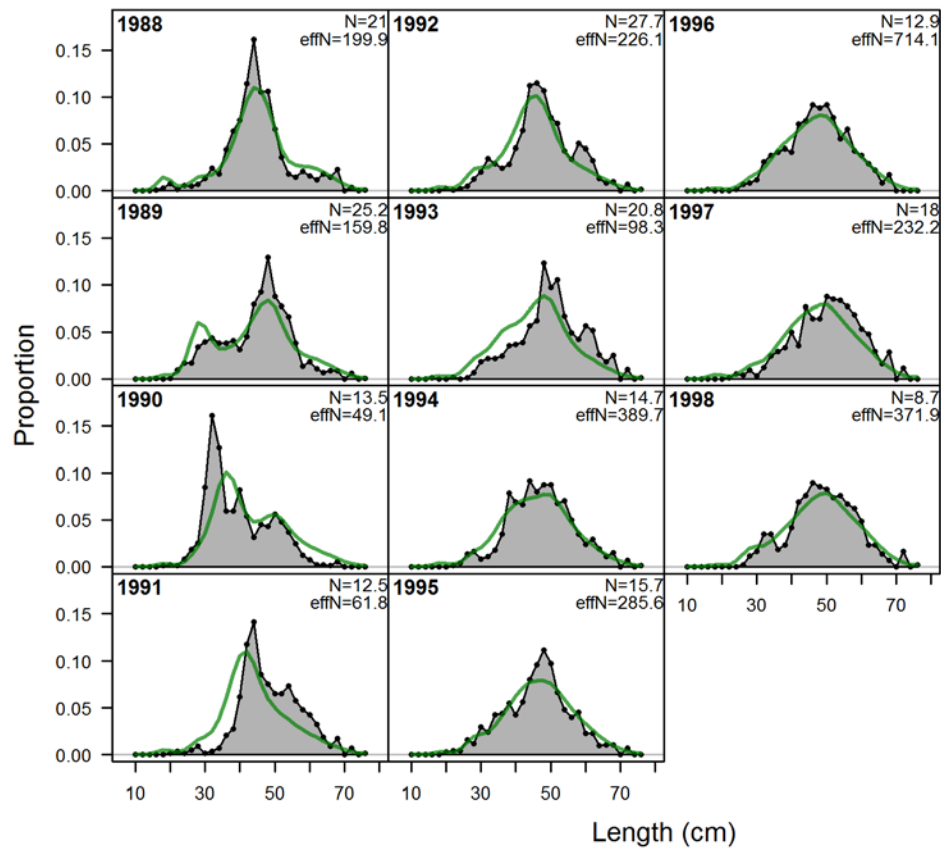 Proportion
0.15
0.10
0.05
0.00
1988
N=21
effN=199.9
1992
N=27.7
effN=226.1
1996
N=12.9
effN=714.1
0.15
0.10
0.05
0.00
1989
N=25.2
effN=159.8
1993
N=20.8
effN=98.3
1997
N=18
effN=232.2
0.15
0.10
0.05
0.00
1990
N=13.5
effN=49.1
1994
N=14.7
effN=389.7
1998
N=8.7
effN=371.9
0.15
0.10
0.05
0.00
1991
N=12.5
effN=61.8
1995
N=15.7
effN=285.6
10 30 50 70
10 30 50 70
10 30 50 70
Length (cm)